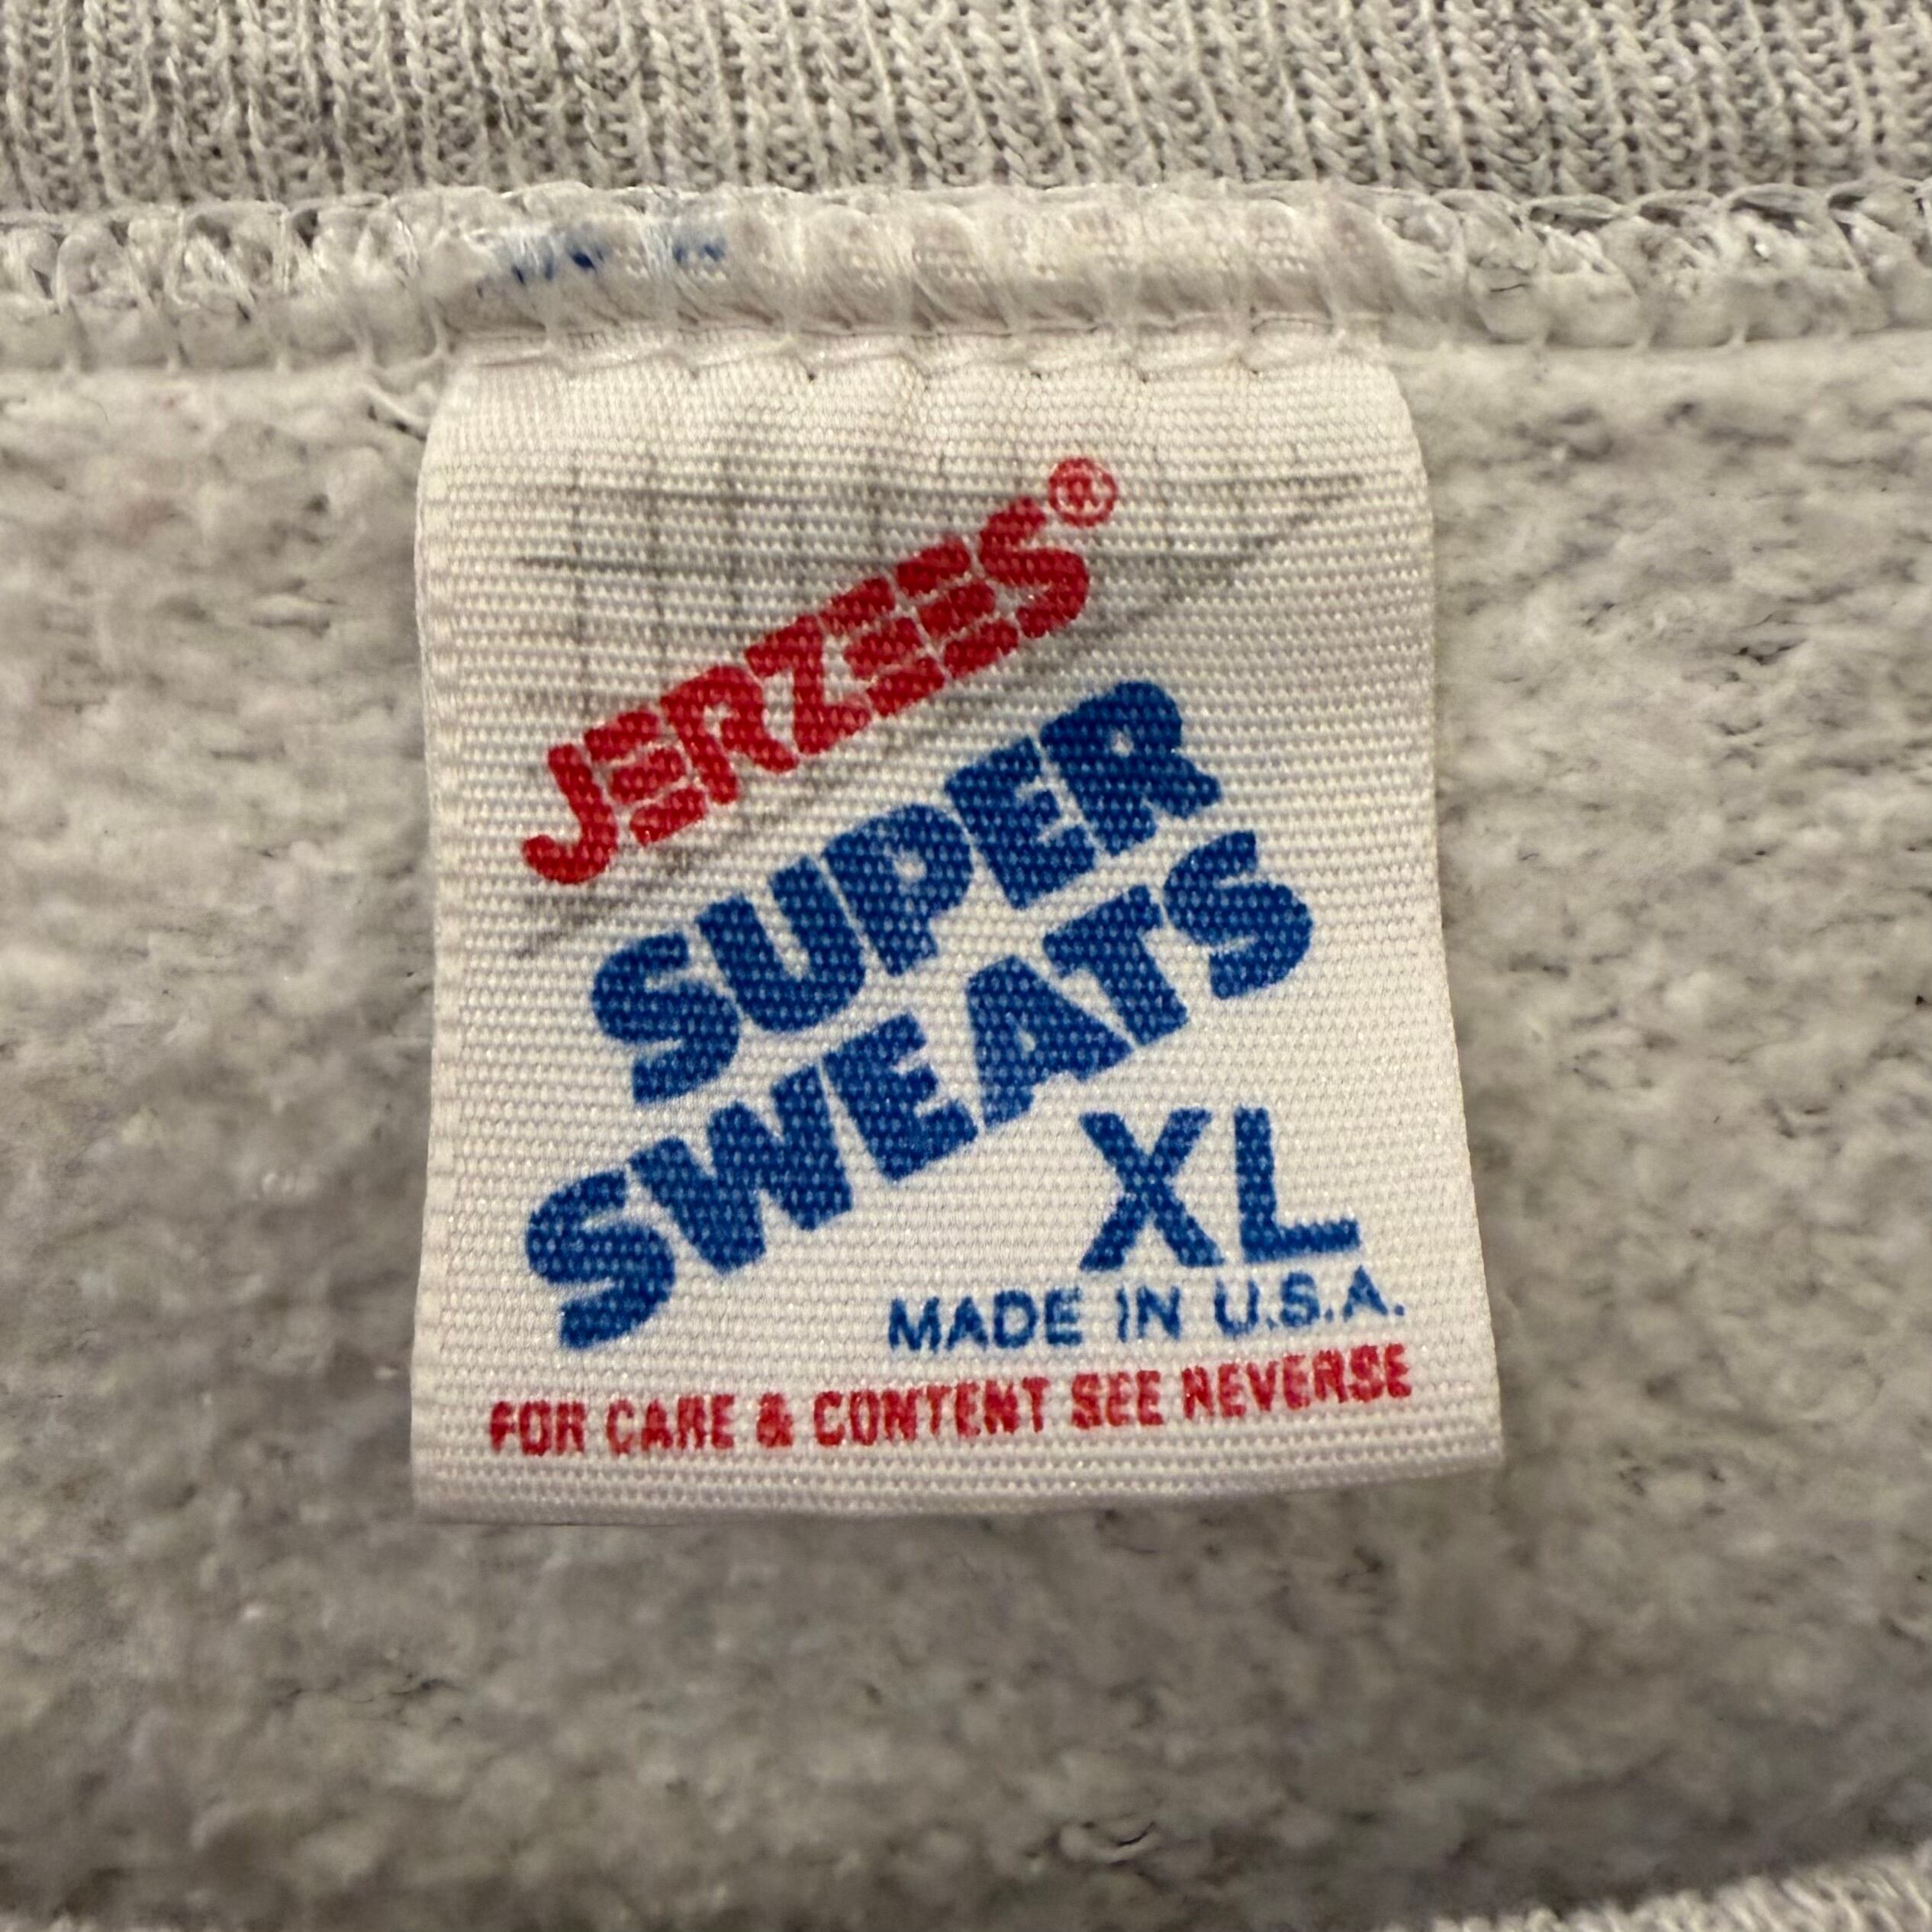 JERZEES®
SUPER
SWEATS
XL
MADE IN U.S.A.
FOR CARE & CONTENT SEE REVERSE